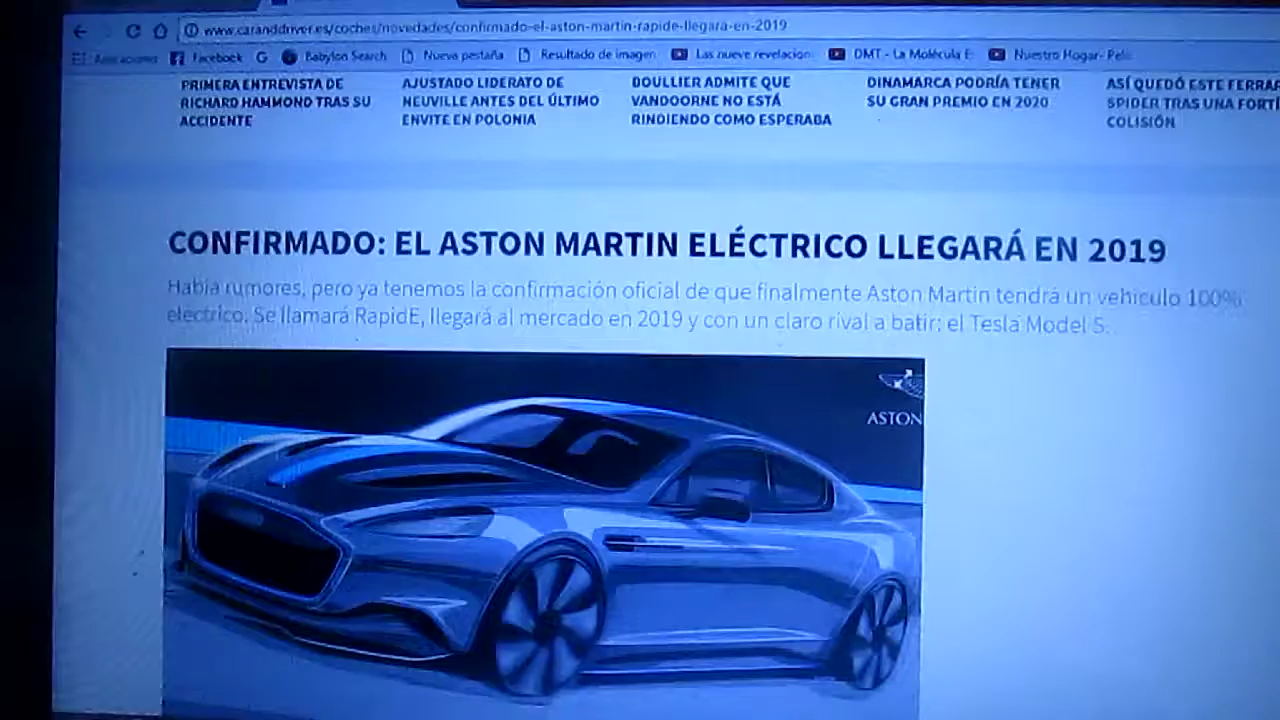 www.caranddriver.es/coches/novedades/confirmado-el-aston-martin-rapide-llegara-en-2019
Aplicaciones Facebook G Babylon Search Nueva pestaña Resultado de imagen Las nueve revelacion DMT - La Molécula E Nuestro Hogar- Peli
PRIMERA ENTREVISTA DE
RICHARD HAMMOND TRAS SU
ACCIDENTE
AJUSTADO LIDERATO DE
NEUVILLE ANTES DEL ÚLTIMO
ENVITE EN POLONIA
BOULLIER ADMITE QUE
VANDOORNE NO ESTÁ
RINDIENDO COMO ESPERABA
DINAMARCA PODRÍA TENER
SU GRAN PREMIO EN 2020
ASÍ QUEDÓ ESTE FERRAR
SPIDER TRAS UNA FORTÍ
COLISIÓN
CONFIRMADO: EL ASTON MARTIN ELÉCTRICO LLEGARÁ EN 2019
Había rumores, pero ya tenemos la confirmación oficial de que finalmente Aston Martin tendrá un vehículo 100%
eléctrico. Se llamará RapidE, llegará al mercado en 2019 y con un claro rival a batir: el Tesla Model S.
ASTON